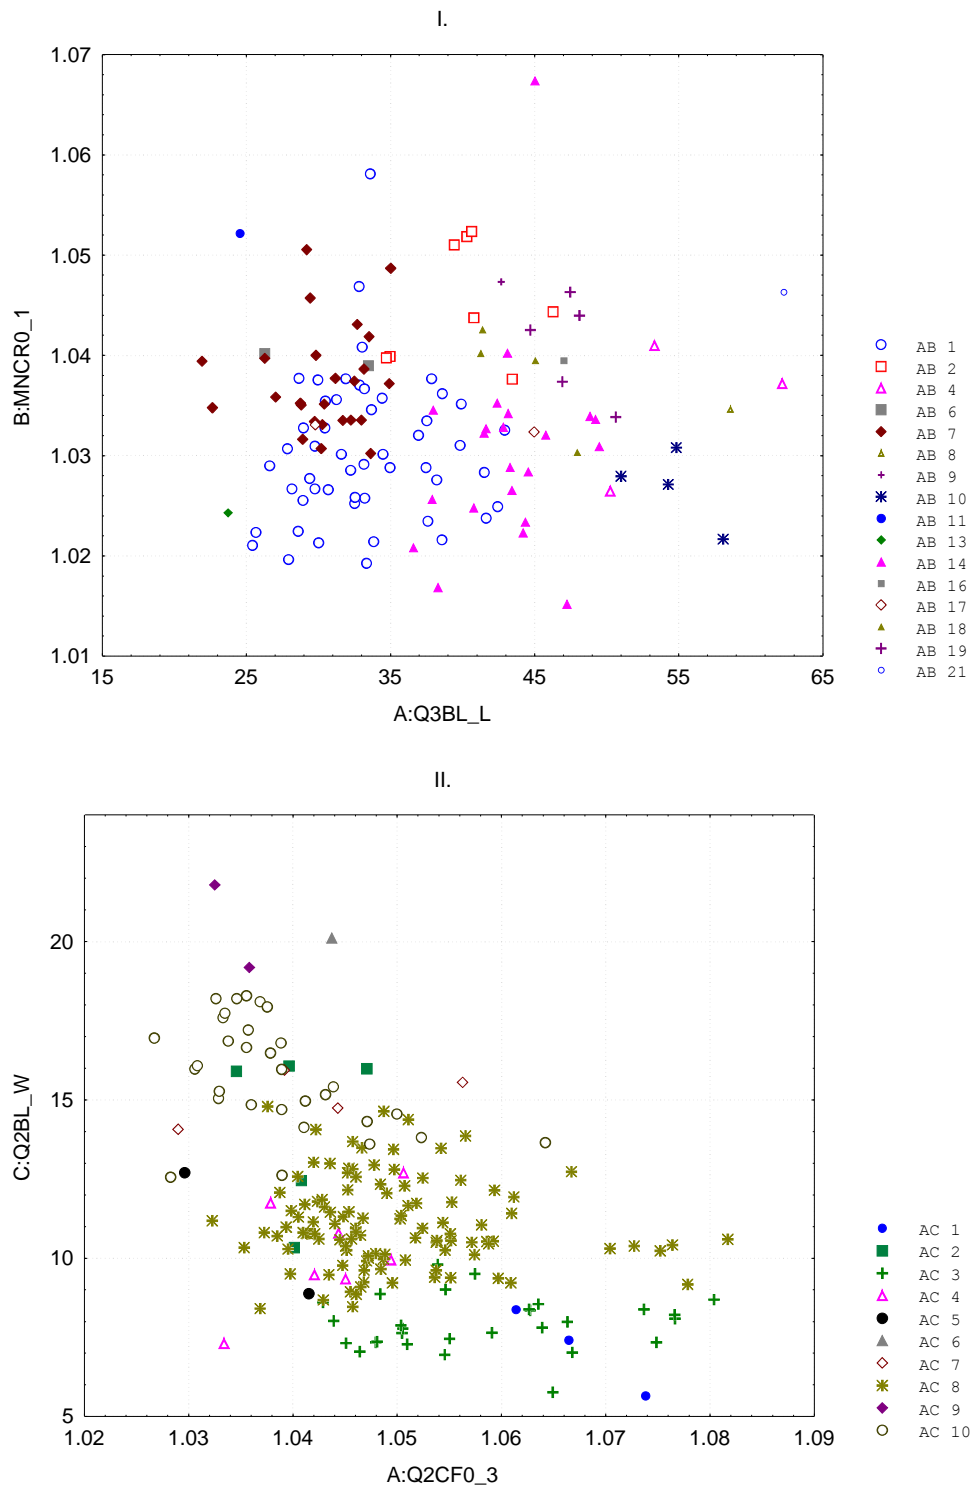 I.
1.07
1.06
1.05
1.04
1.03
1.02
1.01
B:MNCR0_1
15 25 35 45 55 65
A:Q3BL_L
AB 1
AB 2
AB 4
AB 6
AB 7
AB 8
AB 9
AB 10
AB 11
AB 13
AB 14
AB 16
AB 17
AB 18
AB 19
AB 21
II.
20
15
10
5
C:Q2BL_W
1.02 1.03 1.04 1.05 1.06 1.07 1.08 1.09
A:Q2CF0_3
AC 1
AC 2
AC 3
AC 4
AC 5
AC 6
AC 7
AC 8
AC 9
AC 10